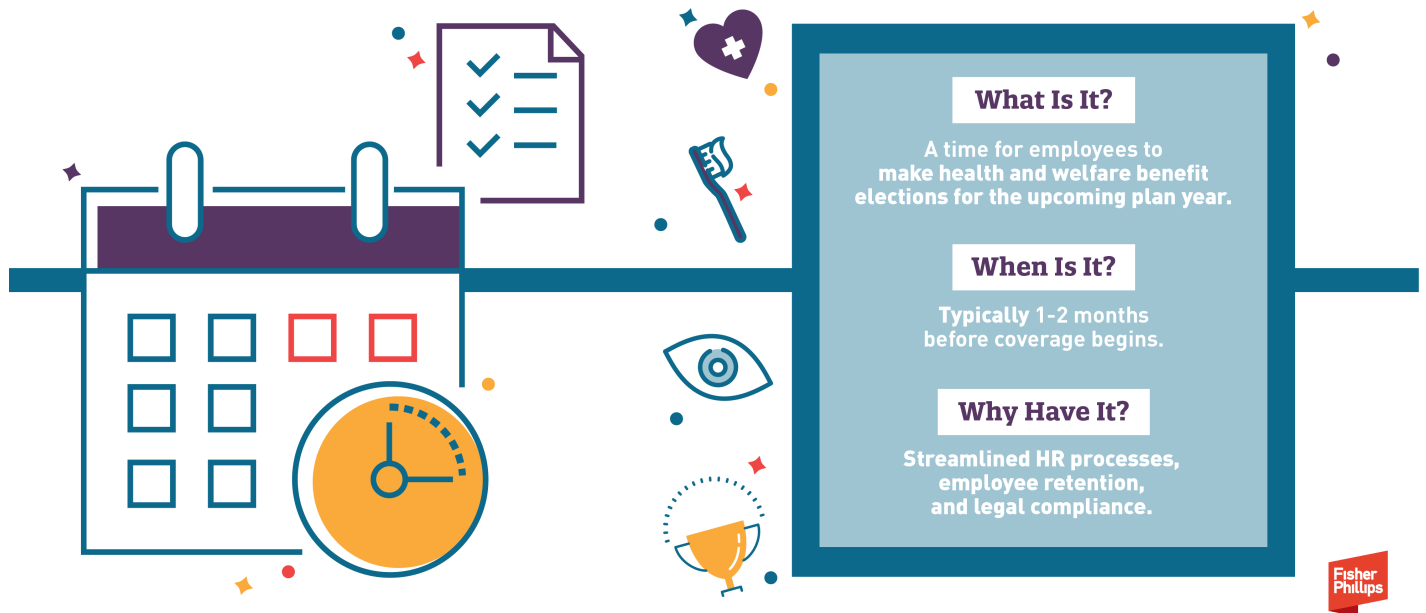 What Is It?
A time for employees to
make health and welfare benefit
elections for the upcoming plan year.
When Is It?
Typically 1-2 months
before coverage begins.
Why Have It?
Streamlined HR processes,
employee retention,
and legal compliance.
Fisher
Phillips